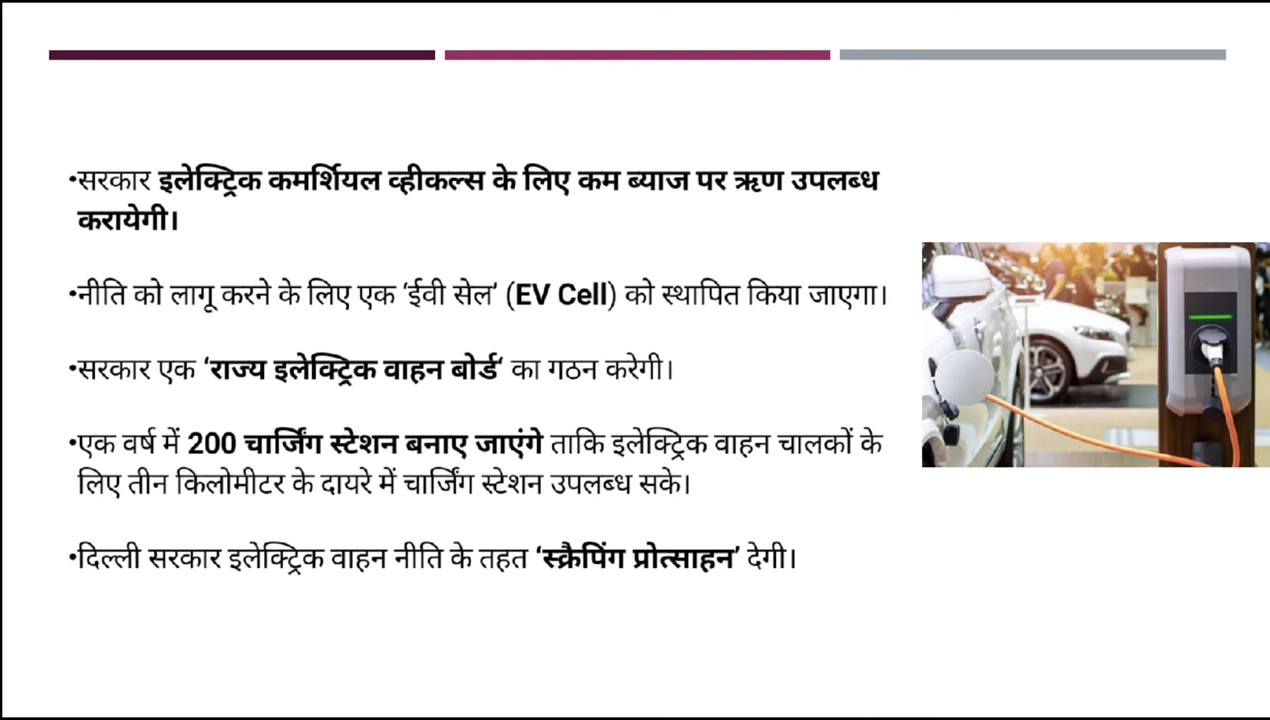 •सरकार इलेक्ट्रिक कमर्शियल व्हीकल्स के लिए कम ब्याज पर ऋण उपलब्ध
करायेगी।
•नीति को लागू करने के लिए एक ‘ईवी सेल’ (EV Cell) को स्थापित किया जाएगा।
•सरकार एक ‘राज्य इलेक्ट्रिक वाहन बोर्ड‘ का गठन करेगी।
•एक वर्ष में 200 चार्जिंग स्टेशन बनाए जाएंगे ताकि इलेक्ट्रिक वाहन चालकों के
लिए तीन किलोमीटर के दायरे में चार्जिंग स्टेशन उपलब्ध सके।
•दिल्ली सरकार इलेक्ट्रिक वाहन नीति के तहत ‘स्क्रैपिंग प्रोत्साहन’ देगी।